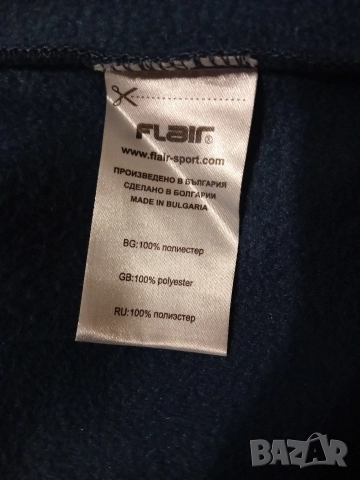 FLAIR®
www.flair-sport.com
ПРОИЗВЕДЕНО В БЪЛГАРИЯ
СДЕЛАНО В БОЛГАРИИ
MADE IN BULGARIA
BG:100% полиестер
GB:100% polyester
RU:100% полиэстер
BAZAR